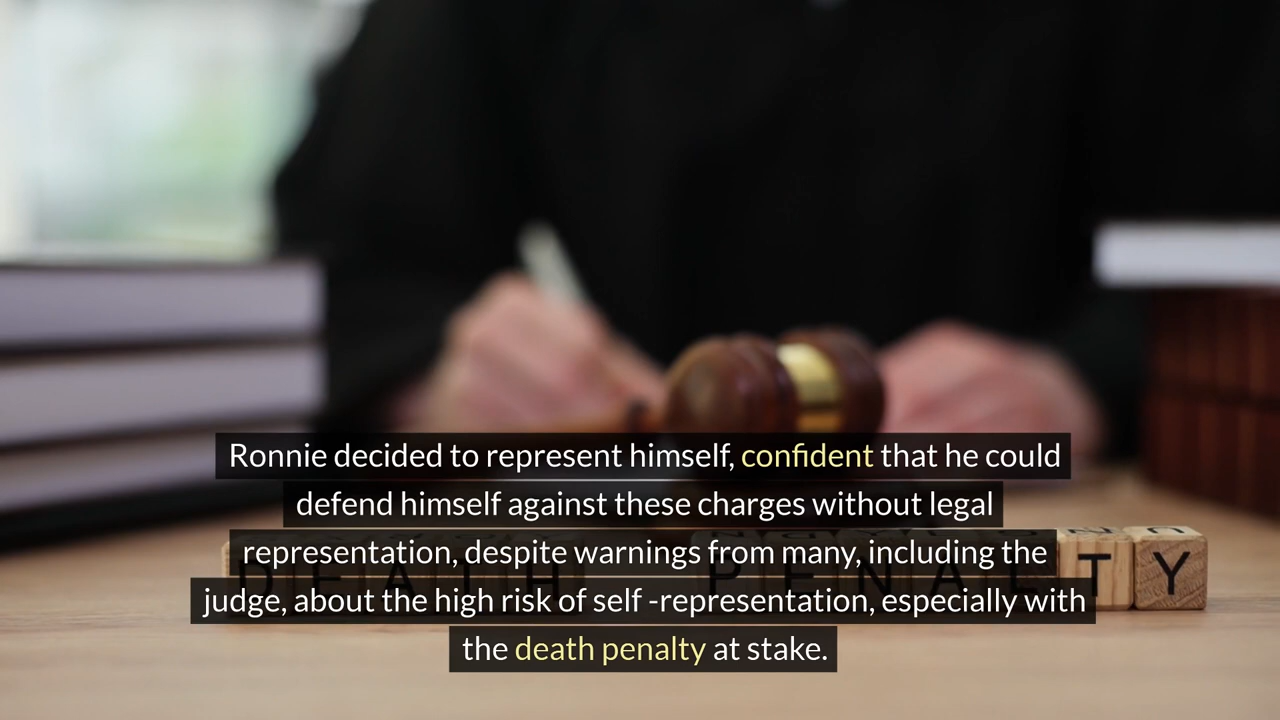 Ronnie decided to represent himself, confident that he could
defend himself against these charges without legal
representation, despite warnings from many, including the
judge, about the high risk of self -representation, especially with
the death penalty at stake.
DEATH PENALTY